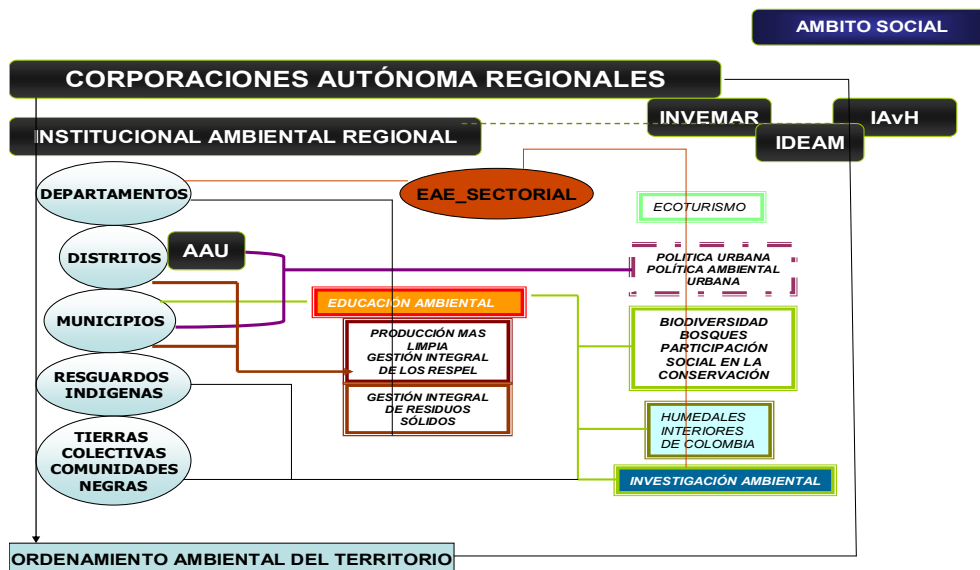 AMBITO SOCIAL
CORPORACIONES AUTÓNOMA REGIONALES
INVEMAR
IAvH
INSTITUCIONAL AMBIENTAL REGIONAL
IDEAM
DEPARTAMENTOS
EAE_SECTORIAL
ECOTURISMO
DISTRITOS
AAU
POLITICA URBANA
POLÍTICA AMBIENTAL
URBANA
MUNICIPIOS
EDUCACIÓN AMBIENTAL
PRODUCCIÓN MAS
LIMPIA
GESTIÓN INTEGRAL
DE LOS RESPEL
BIODIVERSIDAD
BOSQUES
PARTICIPACIÓN
SOCIAL EN LA
CONSERVACIÓN
RESGUARDOS
INDIGENAS
GESTIÓN INTEGRAL
DE RESIDUOS
SÓLIDOS
HUMEDALES
INTERIORES
DE COLOMBIA
TIERRAS
COLECTIVAS
COMUNIDADES
NEGRAS
INVESTIGACIÓN AMBIENTAL
ORDENAMIENTO AMBIENTAL DEL TERRITORIO